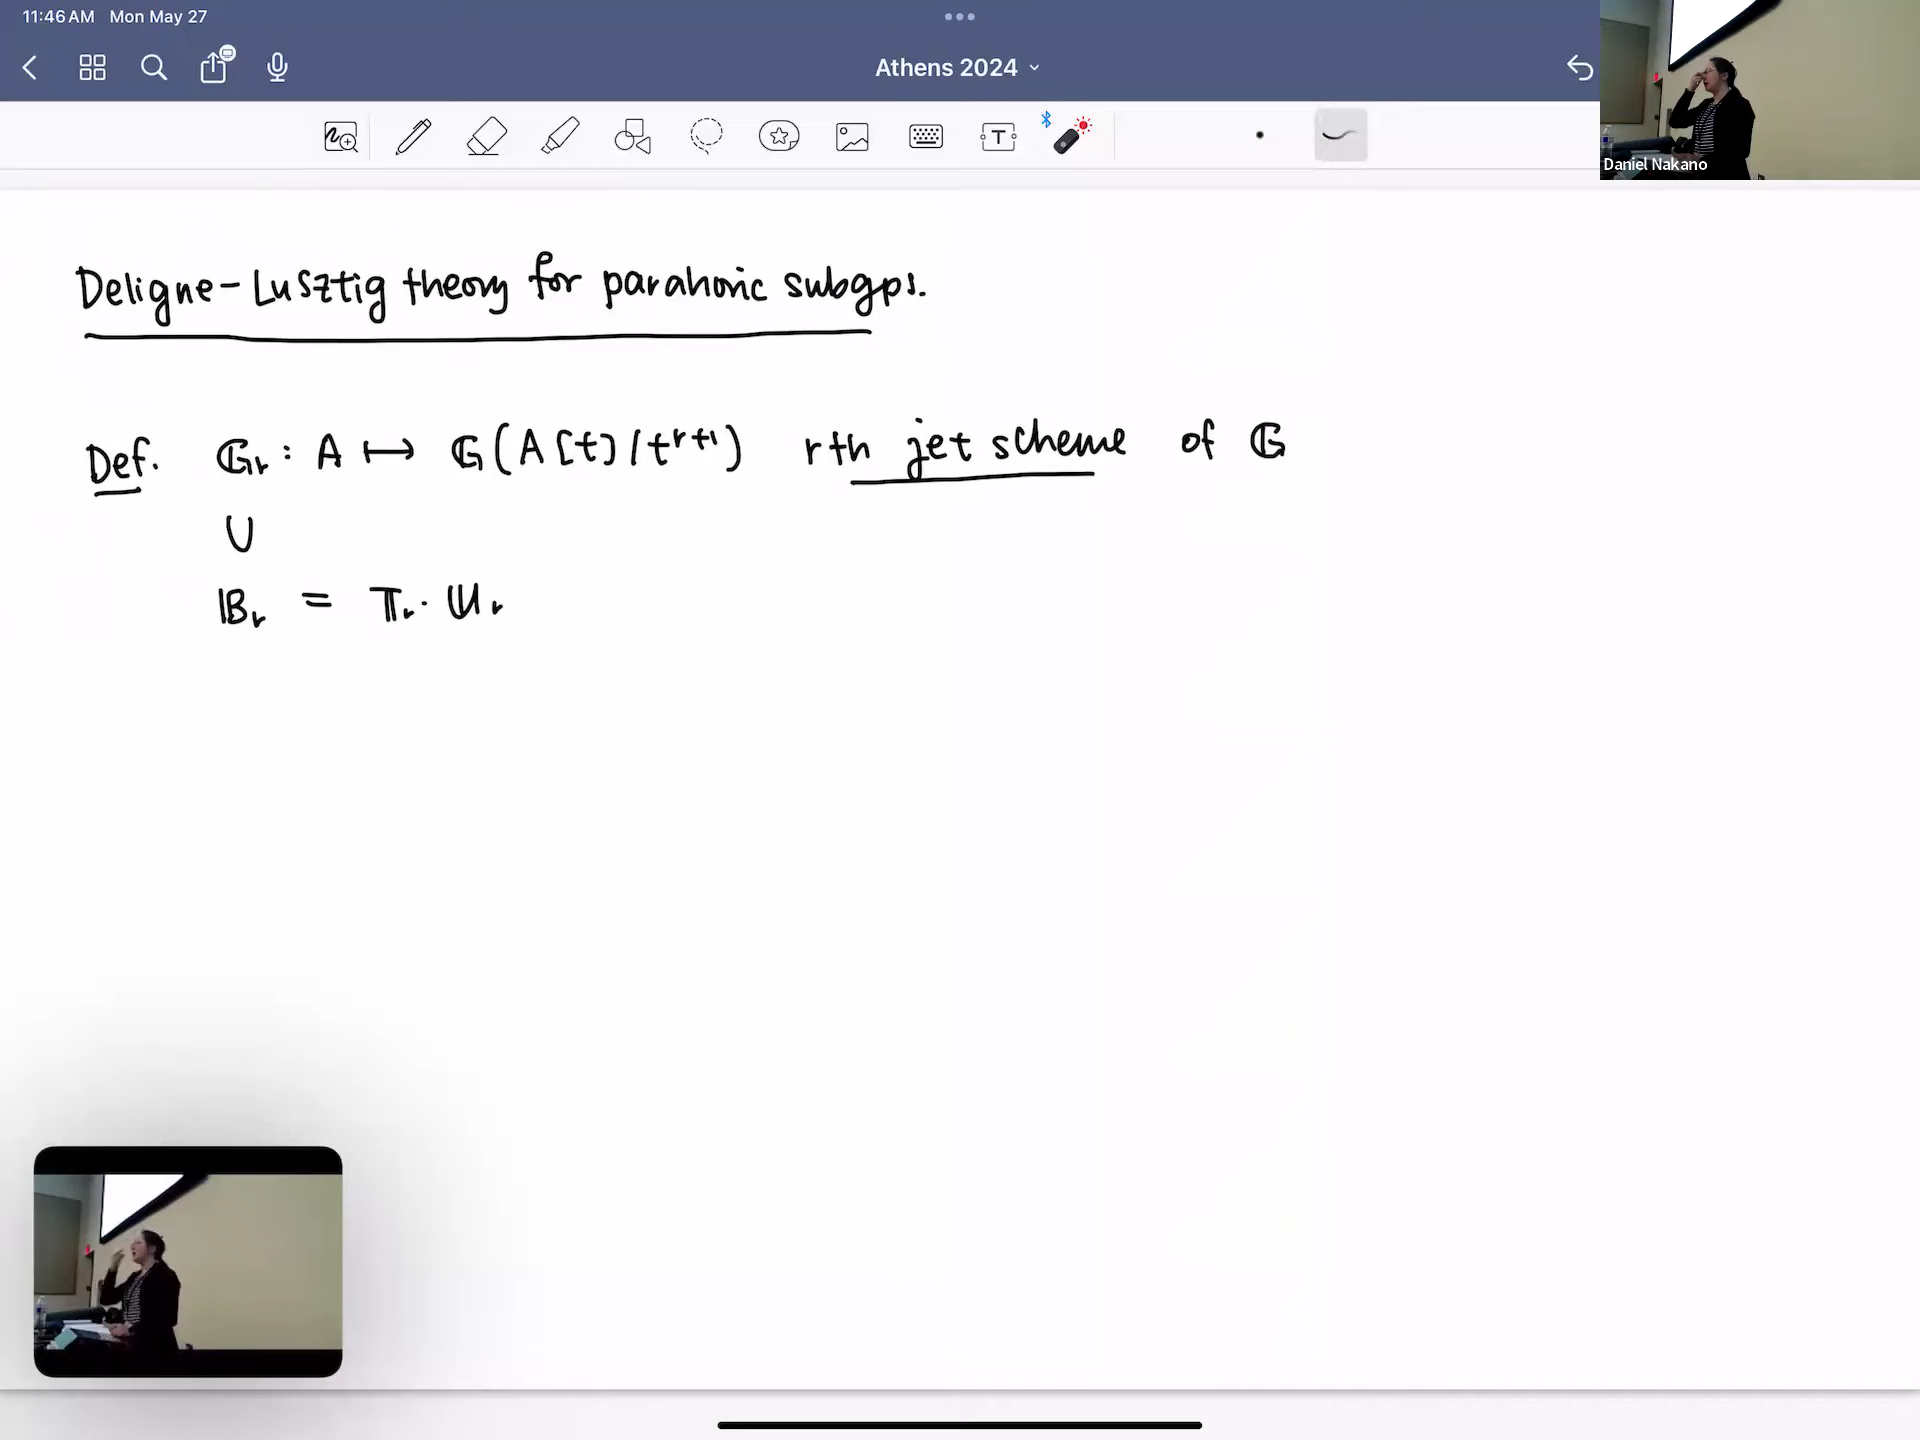 11:46 AM Mon May 27
Athens 2024
Daniel Nakano
Deligne-Lusztig theory for parahoric subgps.
Def. 𝔾ᵣ : A ↦ 𝔾(A[t]/tʳ⁺¹) rth jet scheme of 𝔾
∪
𝔹ᵣ = 𝕋ᵣ · 𝕌ᵣ